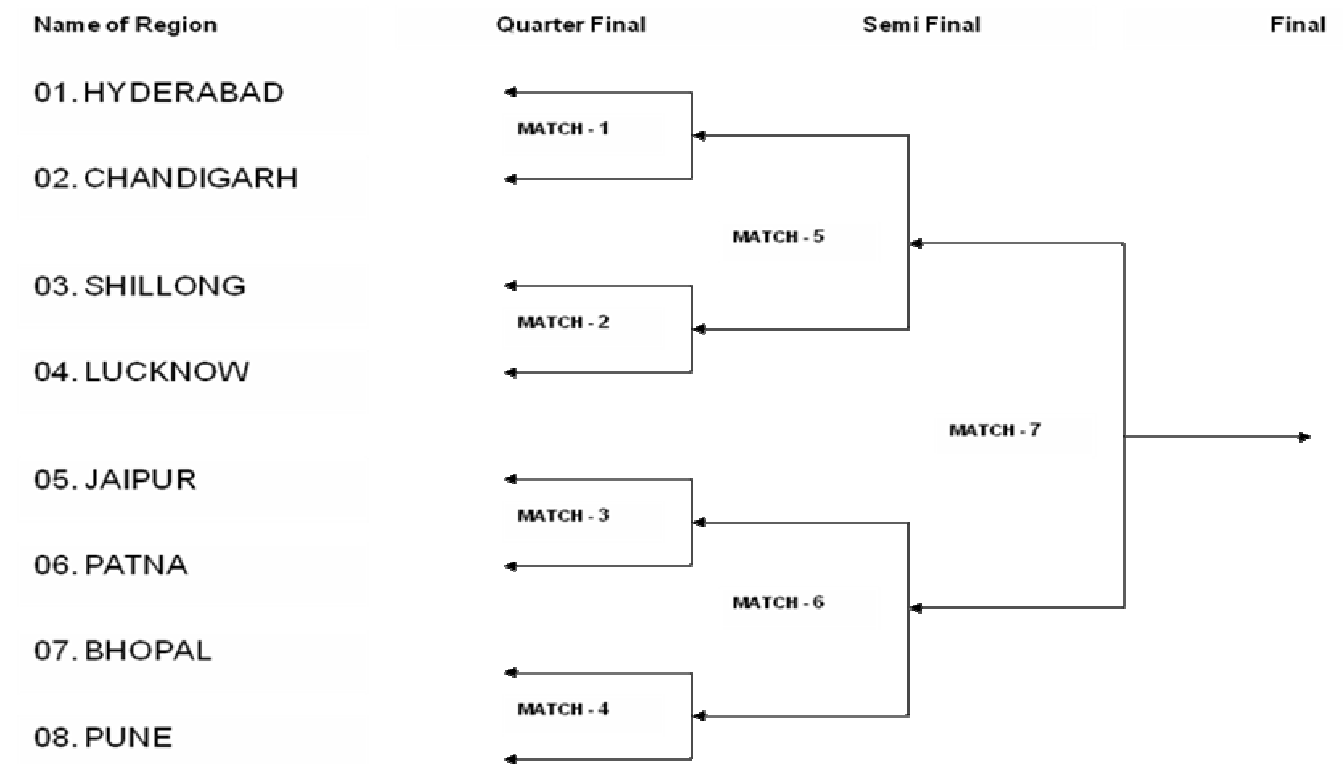 Name of Region Quarter Final Semi Final Final
01. HYDERABAD
MATCH - 1
02. CHANDIGARH
MATCH - 5
03. SHILLONG
MATCH - 2
04. LUCKNOW
MATCH - 7
05. JAIPUR
MATCH - 3
06. PATNA
MATCH - 6
07. BHOPAL
MATCH - 4
08. PUNE